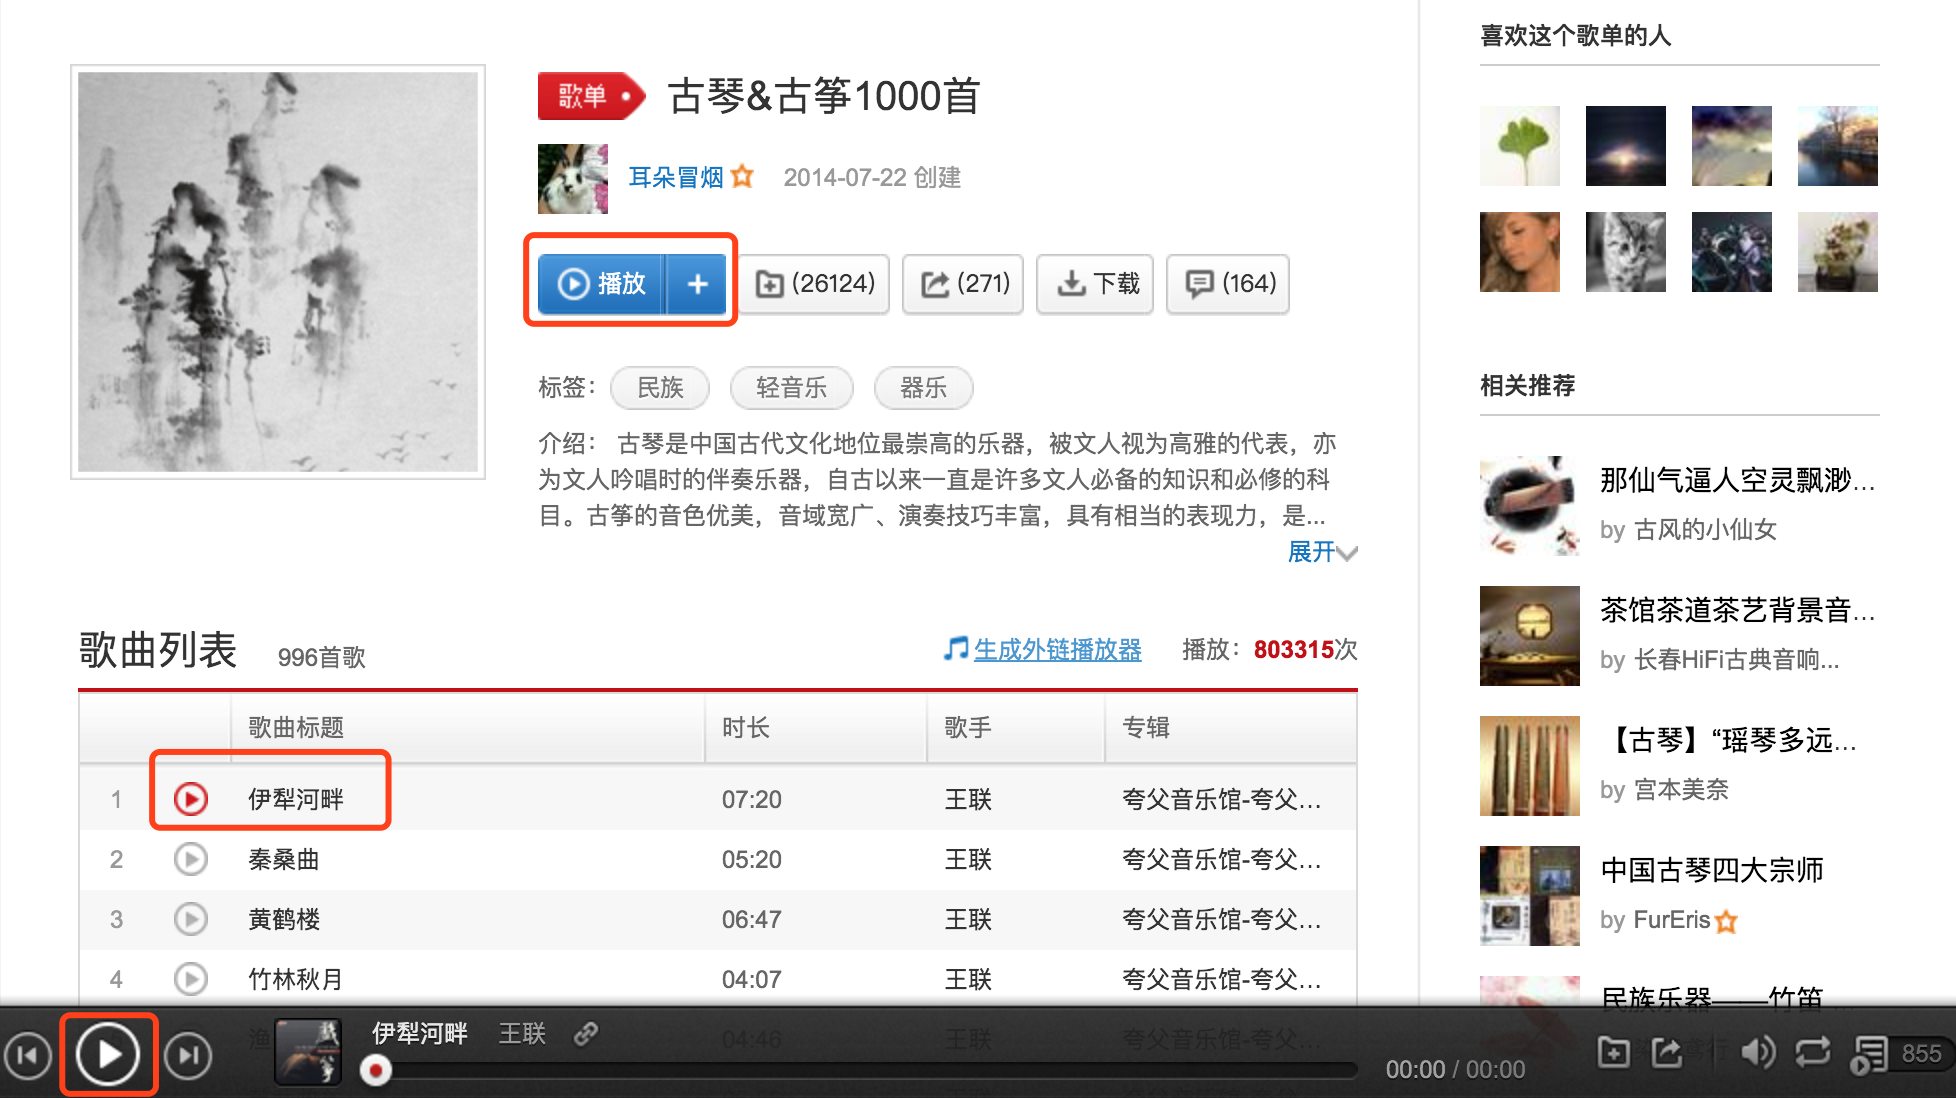 歌单
古琴&古筝1000首
耳朵冒烟 2014-07-22 创建
播放 + (26124) (271) 下载 (164)
标签： 民族 轻音乐 器乐
介绍： 古琴是中国古代文化地位最崇高的乐器，被文人视为高雅的代表，亦
为文人吟唱时的伴奏乐器，自古以来一直是许多文人必备的知识和必修的科
目。古筝的音色优美，音域宽广、演奏技巧丰富，具有相当的表现力，是...
展开
歌曲列表 996首歌 生成外链播放器 播放：803315次
歌曲标题 时长 歌手 专辑
1 伊犁河畔 07:20 王联 夸父音乐馆-夸父...
2 秦桑曲 05:20 王联 夸父音乐馆-夸父...
3 黄鹤楼 06:47 王联 夸父音乐馆-夸父...
4 竹林秋月 04:07 王联 夸父音乐馆-夸父...
渔 04:46 王联 夸父音乐馆-夸父...
喜欢这个歌单的人
相关推荐
那仙气逼人空灵飘渺...
by 古风的小仙女
茶馆茶道茶艺背景音...
by 长春HiFi古典音响...
【古琴】“瑶琴多远...
by 宫本美奈
中国古琴四大宗师
by FurEris
民族乐器——竹笛
伊犁河畔 王联
00:00 / 00:00
855